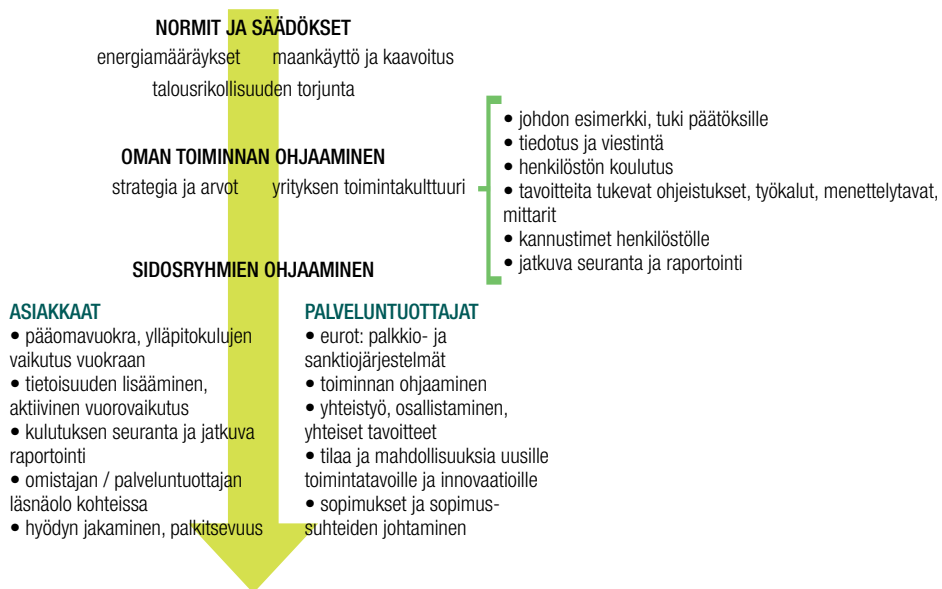 NORMIT JA SÄÄDÖKSET
energiamääräykset maankäyttö ja kaavoitus
talousrikollisuuden torjunta
OMAN TOIMINNAN OHJAAMINEN
strategia ja arvot yrityksen toimintakulttuuri
• johdon esimerkki, tuki päätöksille
• tiedotus ja viestintä
• henkilöstön koulutus
• tavoitteita tukevat ohjeistukset, työkalut, menettelytavat,
mittarit
• kannustimet henkilöstölle
• jatkuva seuranta ja raportointi
SIDOSRYHMIEN OHJAAMINEN
ASIAKKAAT
• pääomavuokra, ylläpitokulujen
vaikutus vuokraan
• tietoisuuden lisääminen,
aktiivinen vuorovaikutus
• kulutuksen seuranta ja jatkuva
raportointi
• omistajan / palveluntuottajan
läsnäolo kohteissa
• hyödyn jakaminen, palkitsevuus
PALVELUNTUOTTAJAT
• eurot: palkkio- ja
sanktiojärjestelmät
• toiminnan ohjaaminen
• yhteistyö, osallistaminen,
yhteiset tavoitteet
• tilaa ja mahdollisuuksia uusille
toimintatavoille ja innovaatioille
• sopimukset ja sopimus-
suhteiden johtaminen